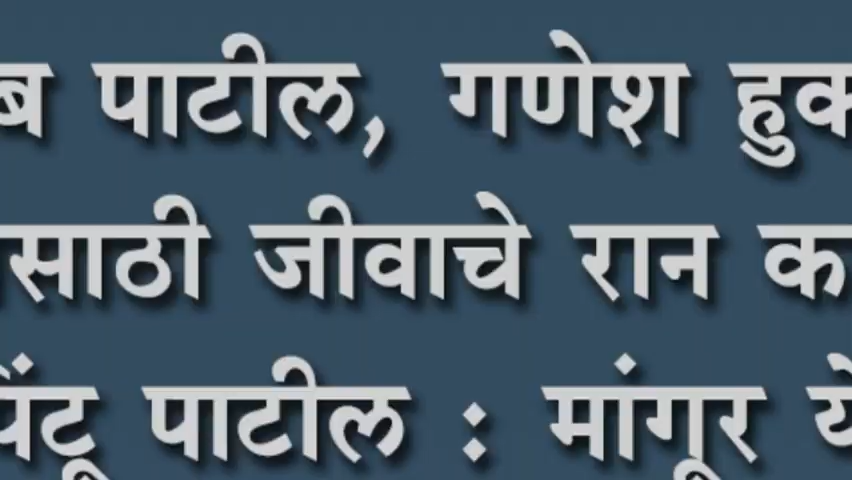 ब पाटील, गणेश हुक
साठी जीवाचे रान क
पिंटू पाटील : मांगूर ये